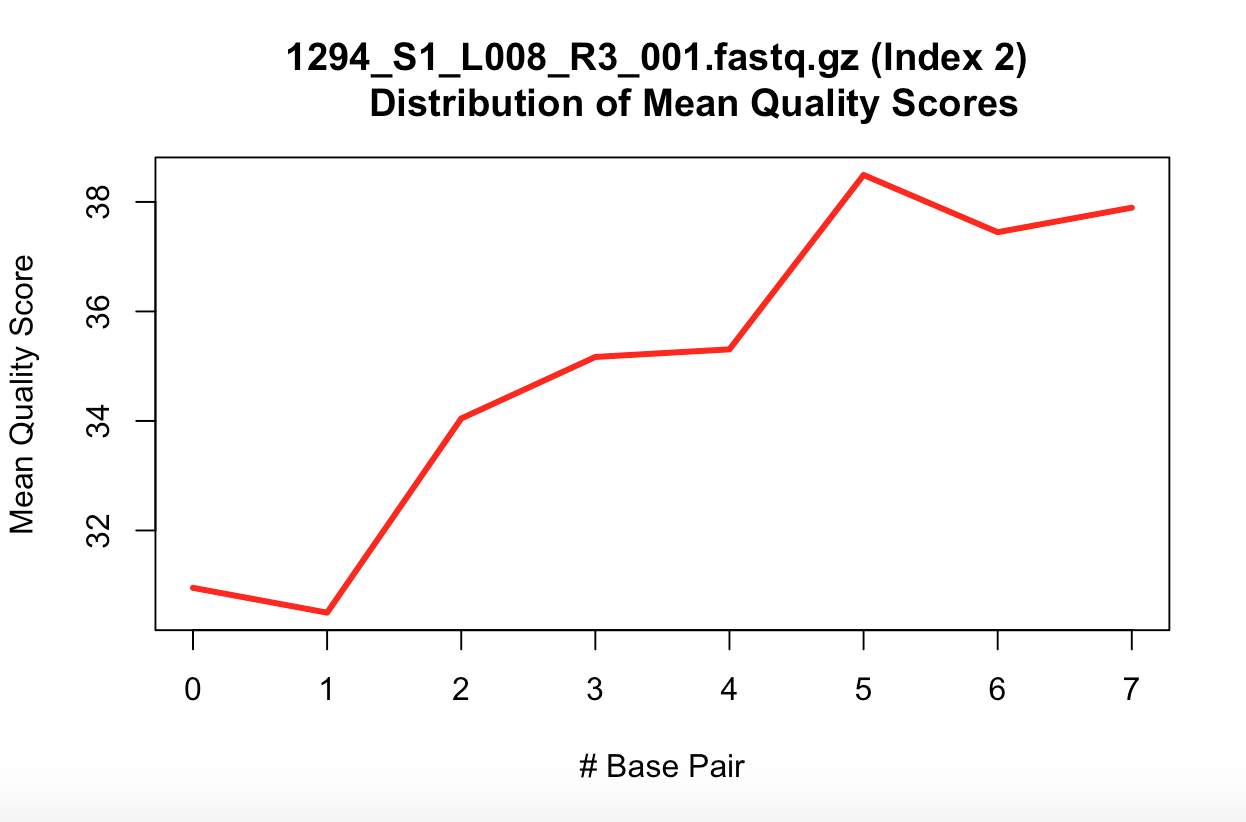 1294_S1_L008_R3_001.fastq.gz (Index 2)
Distribution of Mean Quality Scores
Mean Quality Score
38
36
34
32
0 1 2 3 4 5 6 7
# Base Pair